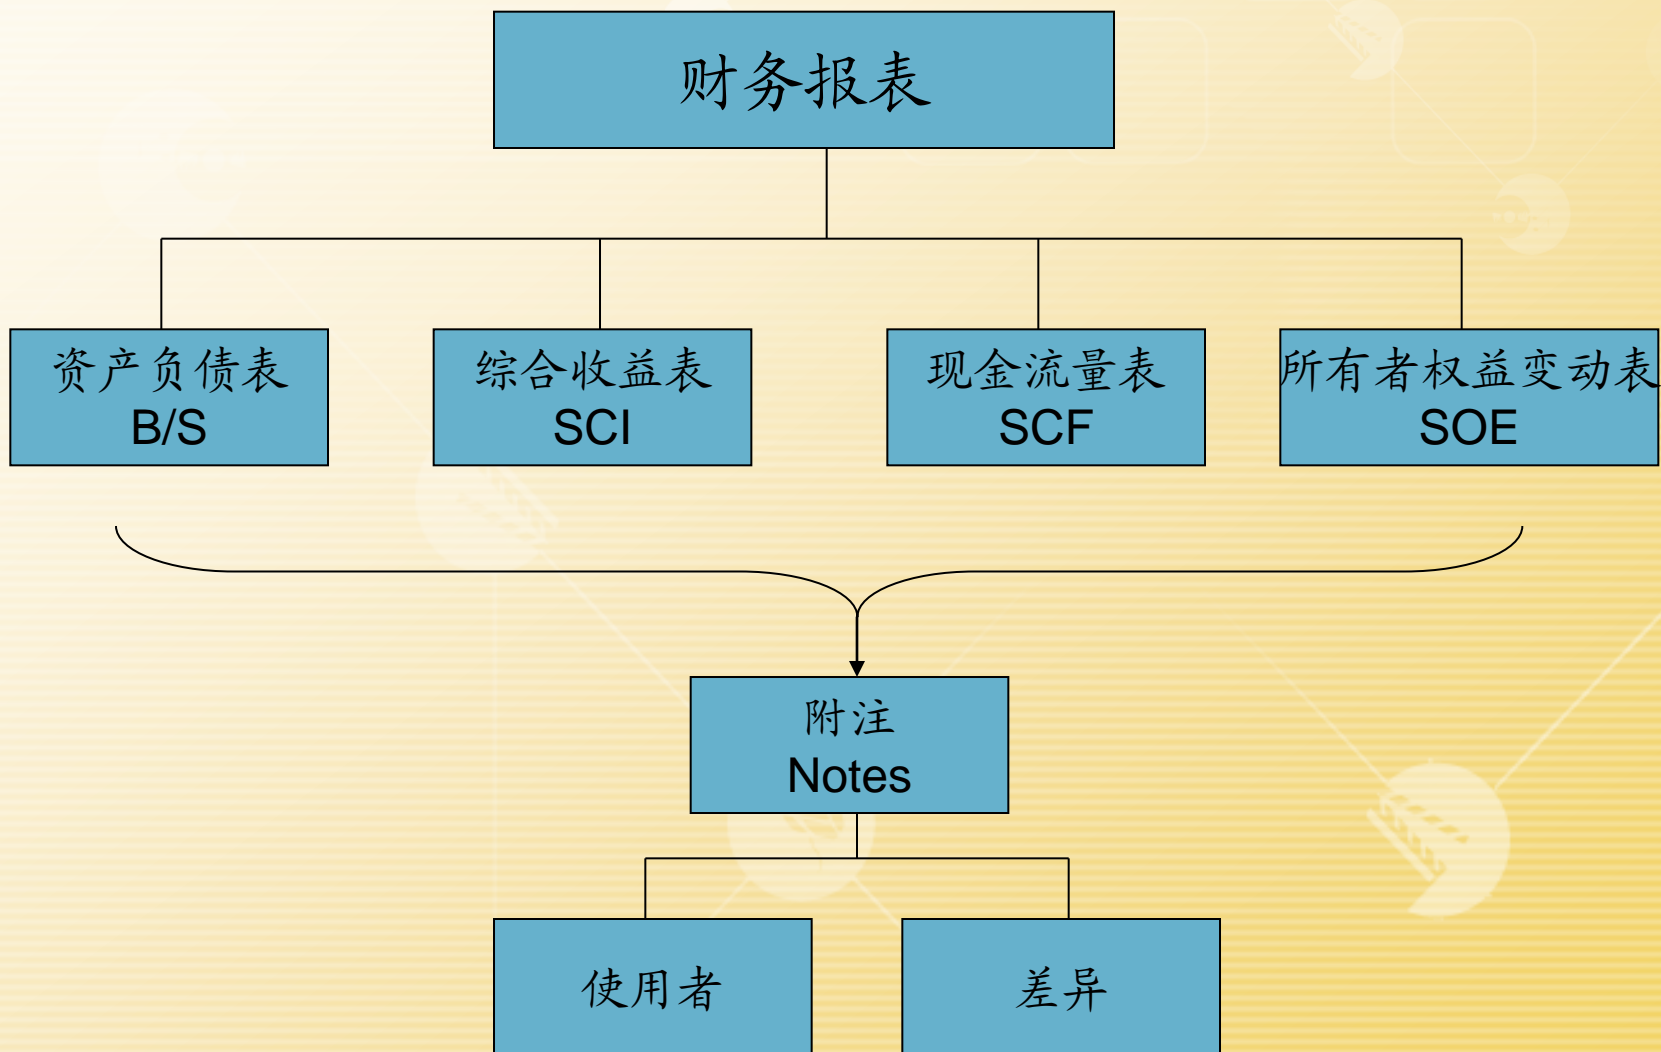 财务报表
资产负债表
B/S
综合收益表
SCI
现金流量表
SCF
所有者权益变动表
SOE
附注
Notes
使用者
差异